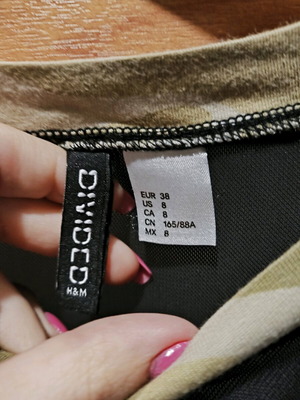 DIVIDED
H&M
EUR 38
US 8
CA 8
CN 165/88A
MX 8